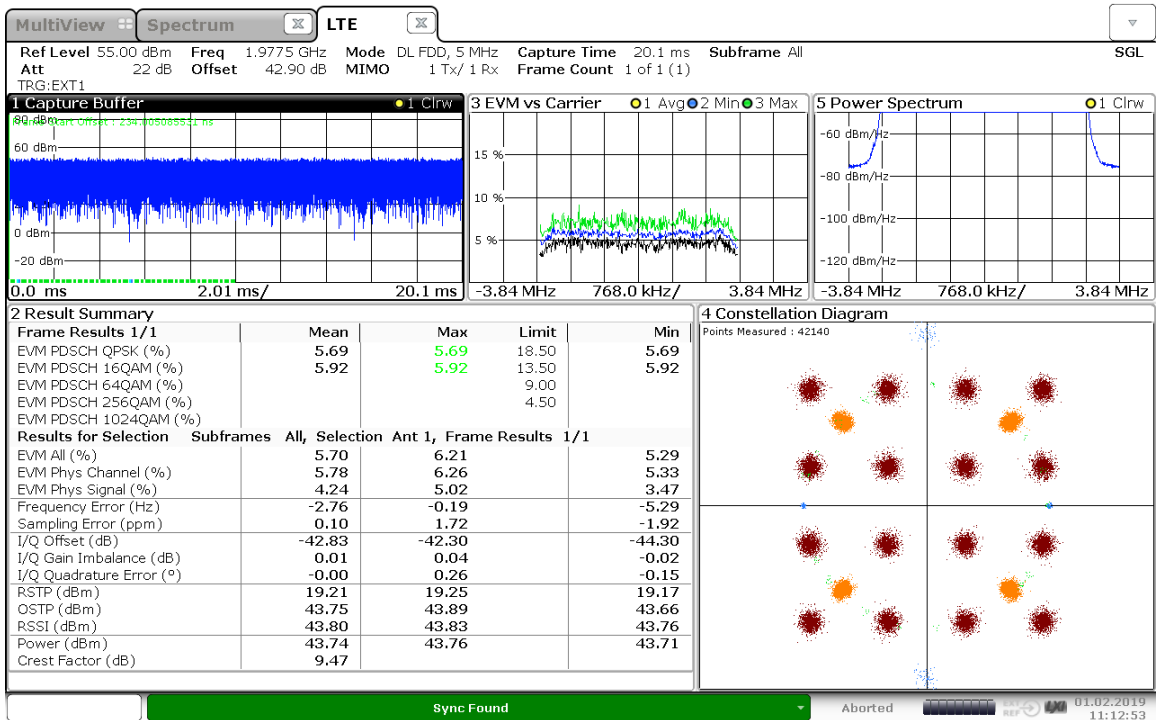 MultiView Spectrum LTE
Ref Level 55.00 dBm Freq 1.9775 GHz Mode DL FDD, 5 MHz Capture Time 20.1 ms Subframe All SGL
Att 22 dB Offset 42.90 dB MIMO 1 Tx/ 1 Rx Frame Count 1 of 1 (1)
TRG:EXT1
1 Capture Buffer 1 Clrw
80 dBm
Frame Start Offset : 234.005065531 ns
60 dBm
0 dBm
-20 dBm
0.0 ms 2.01 ms/ 20.1 ms
3 EVM vs Carrier 1 Avg 2 Min 3 Max
15 %
10 %
5 %
-3.84 MHz 768.0 kHz/ 3.84 MHz
5 Power Spectrum 1 Clrw
-60 dBm/Hz
-80 dBm/Hz
-100 dBm/Hz
-120 dBm/Hz
-3.84 MHz 768.0 kHz/ 3.84 MHz
2 Result Summary
Frame Results 1/1 Mean Max Limit Min
EVM PDSCH QPSK (%) 5.69 5.69 18.50 5.69
EVM PDSCH 16QAM (%) 5.92 5.92 13.50 5.92
EVM PDSCH 64QAM (%) 9.00
EVM PDSCH 256QAM (%) 4.50
EVM PDSCH 1024QAM (%)
Results for Selection Subframes All, Selection Ant 1, Frame Results 1/1
EVM All (%) 5.70 6.21 5.29
EVM Phys Channel (%) 5.78 6.26 5.33
EVM Phys Signal (%) 4.24 5.02 3.47
Frequency Error (Hz) -2.76 -0.19 -5.29
Sampling Error (ppm) 0.10 1.72 -1.92
I/Q Offset (dB) -42.83 -42.30 -44.30
I/Q Gain Imbalance (dB) 0.01 0.04 -0.02
I/Q Quadrature Error (°) -0.00 0.26 -0.15
RSTP (dBm) 19.21 19.25 19.17
OSTP (dBm) 43.75 43.89 43.66
RSSI (dBm) 43.80 43.83 43.76
Power (dBm) 43.74 43.76 43.71
Crest Factor (dB) 9.47
4 Constellation Diagram
Points Measured : 42140
Sync Found
Aborted
EXT
REF
LXI
01.02.2019
11:12:53